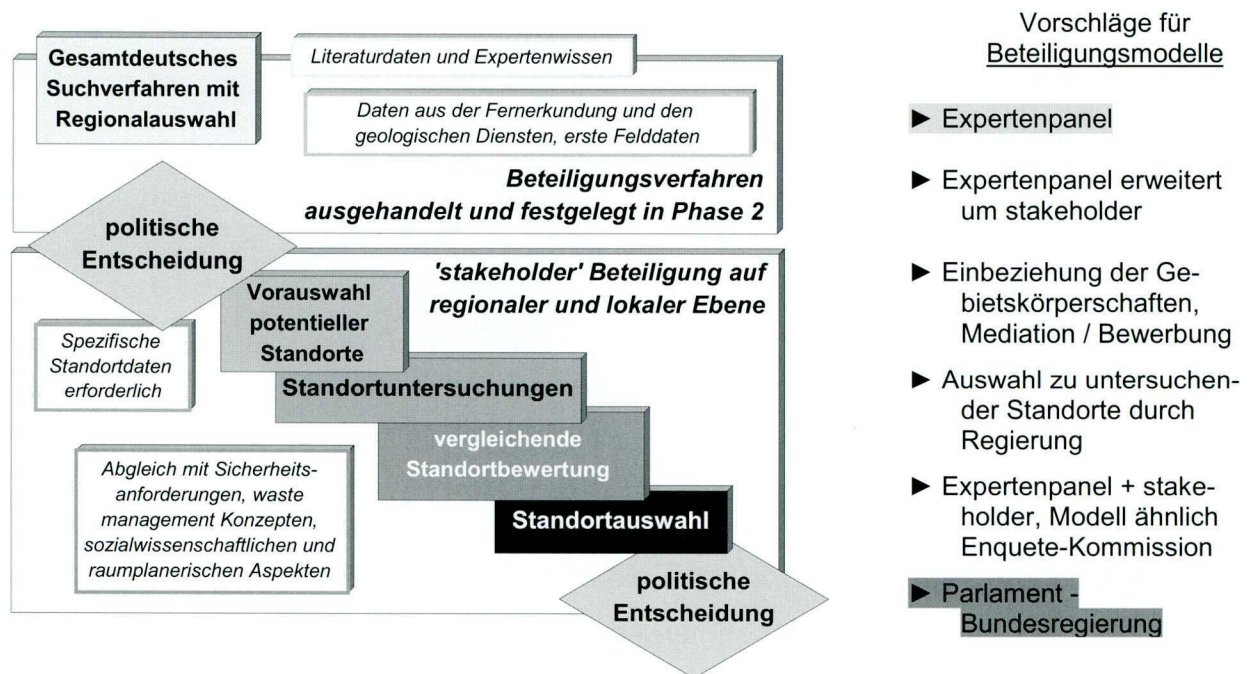 Gesamtdeutsches
Suchverfahren mit
Regionalauswahl
Literaturdaten und Expertenwissen
Daten aus der Fernerkundung und den
geologischen Diensten, erste Felddaten
Beteiligungsverfahren
ausgehandelt und festgelegt in Phase 2
politische
Entscheidung
'stakeholder' Beteiligung auf
regionaler und lokaler Ebene
Vorauswahl
potentieller
Standorte
Spezifische
Standortdaten
erforderlich
Standortuntersuchungen
vergleichende
Standortbewertung
Abgleich mit Sicherheits-
anforderungen, waste
management Konzepten,
sozialwissenschaftlichen und
raumplanerischen Aspekten
Standortauswahl
politische
Entscheidung
Vorschläge für
Beteiligungsmodelle
► Expertenpanel
► Expertenpanel erweitert
um stakeholder
► Einbeziehung der Ge-
bietskörperschaften,
Mediation / Bewerbung
► Auswahl zu untersuchen-
der Standorte durch
Regierung
► Expertenpanel + stake-
holder, Modell ähnlich
Enquete-Kommission
► Parlament -
Bundesregierung